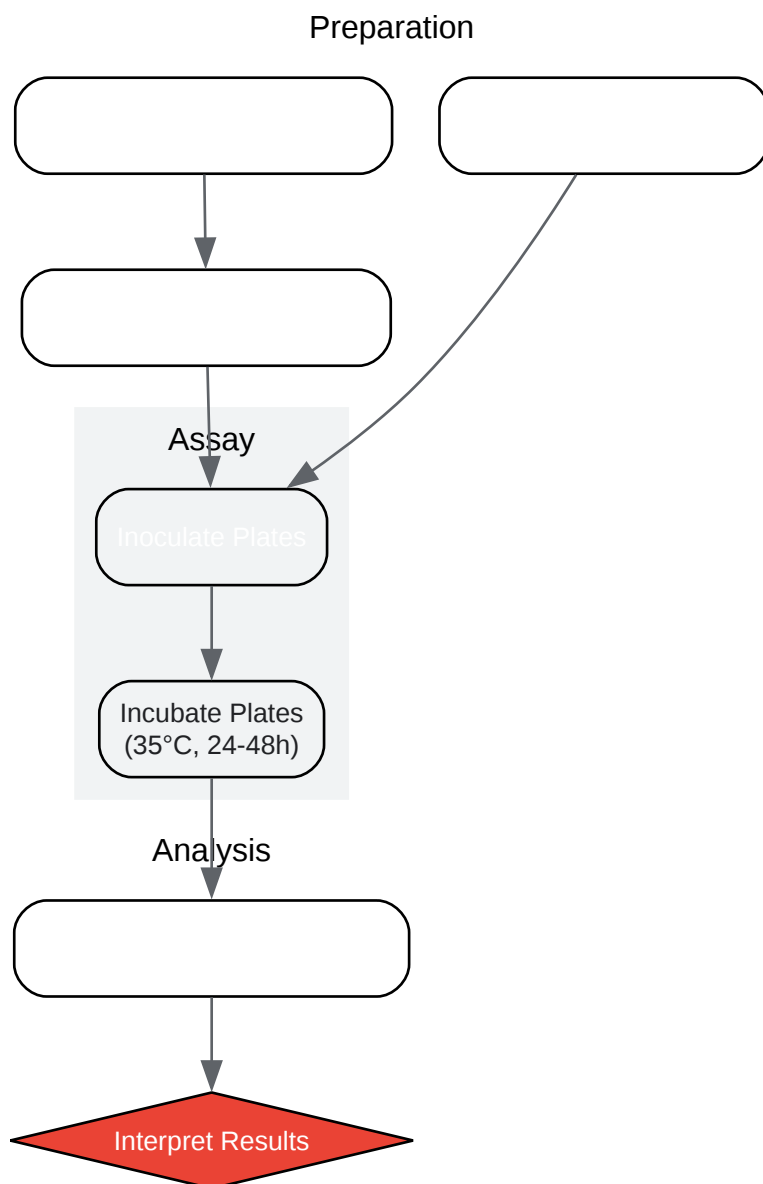 Preparation
Assay
Inoculate Plates
Incubate Plates
(35°C, 24-48h)
Analysis
Interpret Results